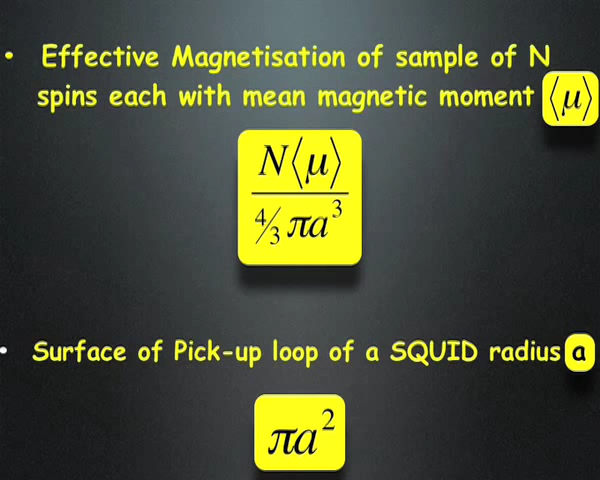 • Effective Magnetisation of sample of N
spins each with mean magnetic moment ⟨μ⟩
N⟨μ⟩
4/3 πa³
• Surface of Pick-up loop of a SQUID radius a
πa²